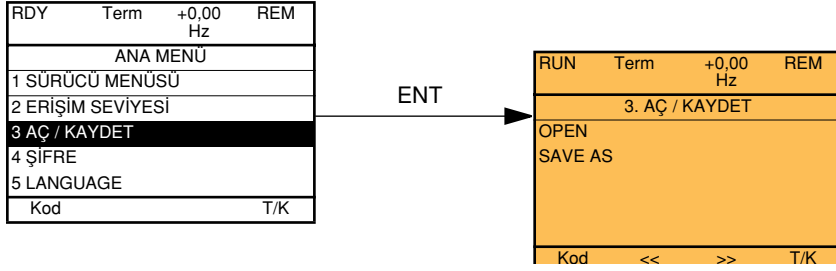 RDY Term +0,00 REM
Hz
ANA MENÜ
1 SÜRÜCÜ MENÜSÜ
2 ERİŞİM SEVİYESİ
3 AÇ / KAYDET
4 ŞİFRE
5 LANGUAGE
Kod T/K
ENT
RUN Term +0,00 REM
Hz
3. AÇ / KAYDET
OPEN
SAVE AS
Kod << >> T/K